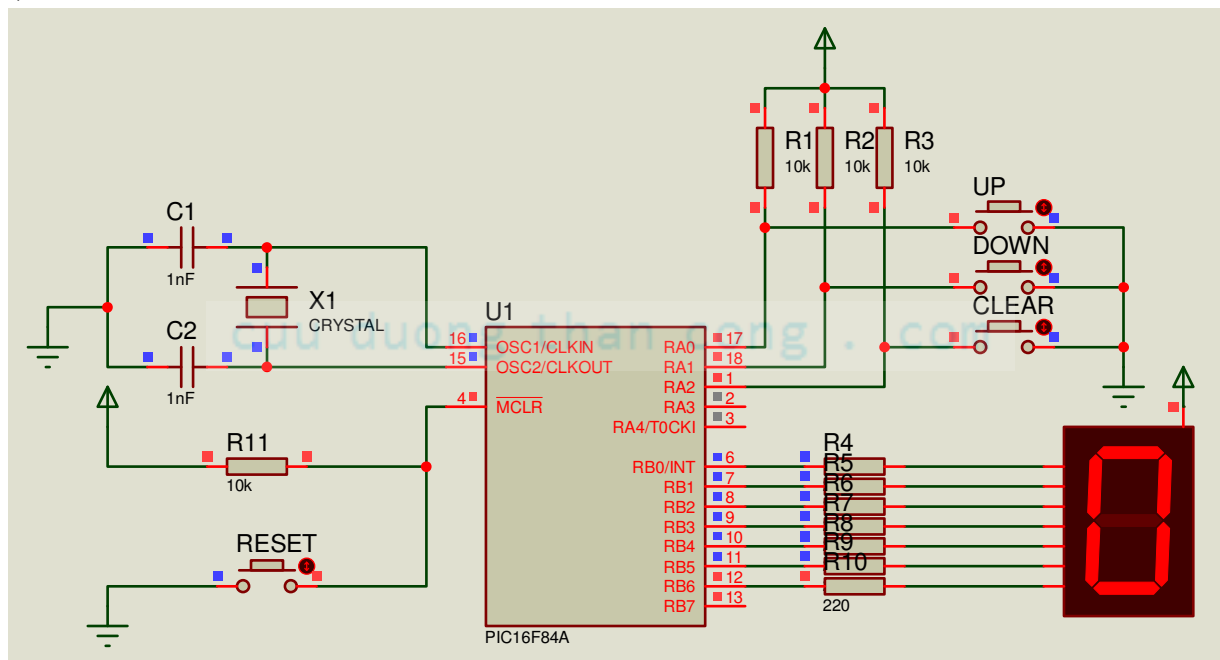 R1
10k
R2
10k
R3
10k
UP
DOWN
CLEAR
C1
1nF
X1
CRYSTAL
C2
1nF
cuu duong than cong . com
U1
16
OSC1/CLKIN
15
OSC2/CLKOUT
4
MCLR
RA0
17
RA1
18
RA2
1
RA3
2
RA4/T0CKI
3
RB0/INT
6
RB1
7
RB2
8
RB3
9
RB4
10
RB5
11
RB6
12
RB7
13
PIC16F84A
R11
10k
RESET
R4
R5
R6
R7
R8
R9
R10
220
0